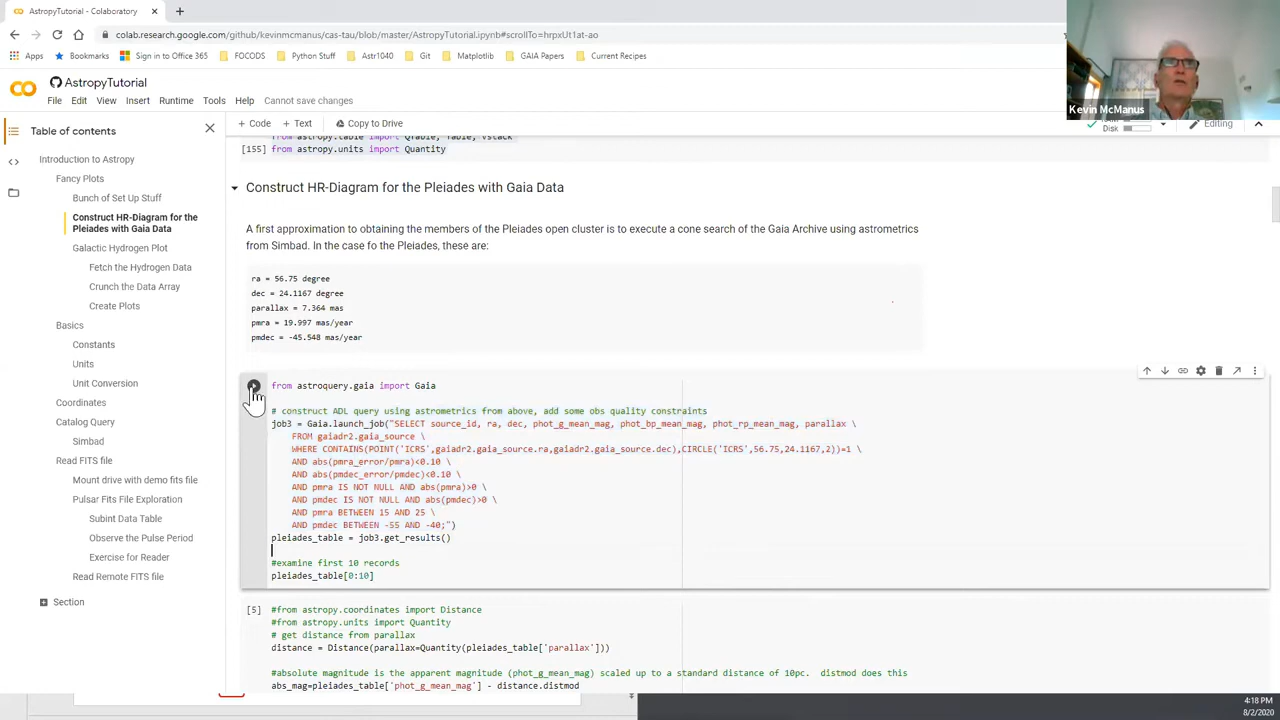 AstropyTutorial - Colaboratory
colab.research.google.com/github/kevinmcmanus/cas-tau/blob/master/AstropyTutorial.ipynb#scrollTo=hrpxUt1at-ao
Apps
Bookmarks
Sign in to Office 365
FOCODS
Python Stuff
Astr1040
Git
Matplotlib
GAIA Papers
Current Recipes
Kevin McManus
AstropyTutorial
File Edit View Insert Runtime Tools Help Cannot save changes
+ Code + Text Copy to Drive
Disk
Editing
Table of contents
Introduction to Astropy
Fancy Plots
Bunch of Set Up Stuff
Construct HR-Diagram for the
Pleiades with Gaia Data
Galactic Hydrogen Plot
Fetch the Hydrogen Data
Crunch the Data Array
Create Plots
Basics
Constants
Units
Unit Conversion
Coordinates
Catalog Query
Simbad
Read FITS file
Mount drive with demo fits file
Pulsar Fits File Exploration
Subint Data Table
Observe the Pulse Period
Exercise for Reader
Read Remote FITS file
Section
from astropy.table import QTable, Table, vstack
[155] from astropy.units import Quantity
Construct HR-Diagram for the Pleiades with Gaia Data
A first approximation to obtaining the members of the Pleiades open cluster is to execute a cone search of the Gaia Archive using astrometrics
from Simbad. In the case fo the Pleiades, these are:
ra = 56.75 degree
dec = 24.1167 degree
parallax = 7.364 mas
pmra = 19.997 mas/year
pmdec = -45.548 mas/year
from astroquery.gaia import Gaia
# construct ADL query using astrometrics from above, add some obs quality constraints
job3 = Gaia.launch_job("SELECT source_id, ra, dec, phot_g_mean_mag, phot_bp_mean_mag, phot_rp_mean_mag, parallax \
FROM gaiadr2.gaia_source \
WHERE CONTAINS(POINT('ICRS',gaiadr2.gaia_source.ra,gaiadr2.gaia_source.dec),CIRCLE('ICRS',56.75,24.1167,2))=1 \
AND abs(pmra_error/pmra)<0.10 \
AND abs(pmdec_error/pmdec)<0.10 \
AND pmra IS NOT NULL AND abs(pmra)>0 \
AND pmdec IS NOT NULL AND abs(pmdec)>0 \
AND pmra BETWEEN 15 AND 25 \
AND pmdec BETWEEN -55 AND -40;")
pleiades_table = job3.get_results()
#examine first 10 records
pleiades_table[0:10]
[5] #from astropy.coordinates import Distance
#from astropy.units import Quantity
# get distance from parallax
distance = Distance(parallax=Quantity(pleiades_table['parallax']))
#absolute magnitude is the apparent magnitude (phot_g_mean_mag) scaled up to a standard distance of 10pc. distmod does this
abs_mag=pleiades_table['phot_g_mean_mag'] - distance.distmod
4:18 PM
8/2/2020